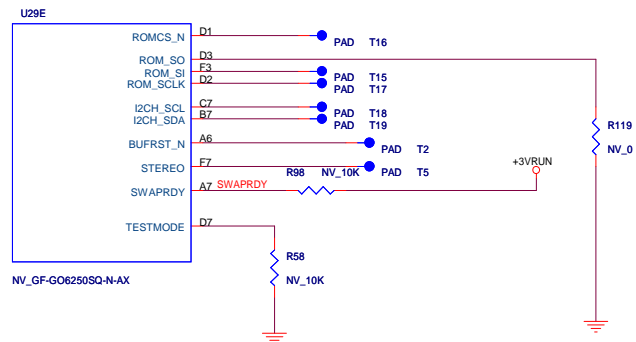 U29E
ROMCS_N D1 PAD T16
ROM_SO D3
ROM_SI F3 PAD T15
ROM_SCLK D2 PAD T17
I2CH_SCL C7 PAD T18
I2CH_SDA B7 PAD T19
R119
NV_0
BUFRST_N A6 PAD T2
+3VRUN
STEREO F7 PAD T5
R98 NV_10K
SWAPRDY A7 SWAPRDY
TESTMODE D7
R58
NV_10K
NV_GF-GO6250SQ-N-AX